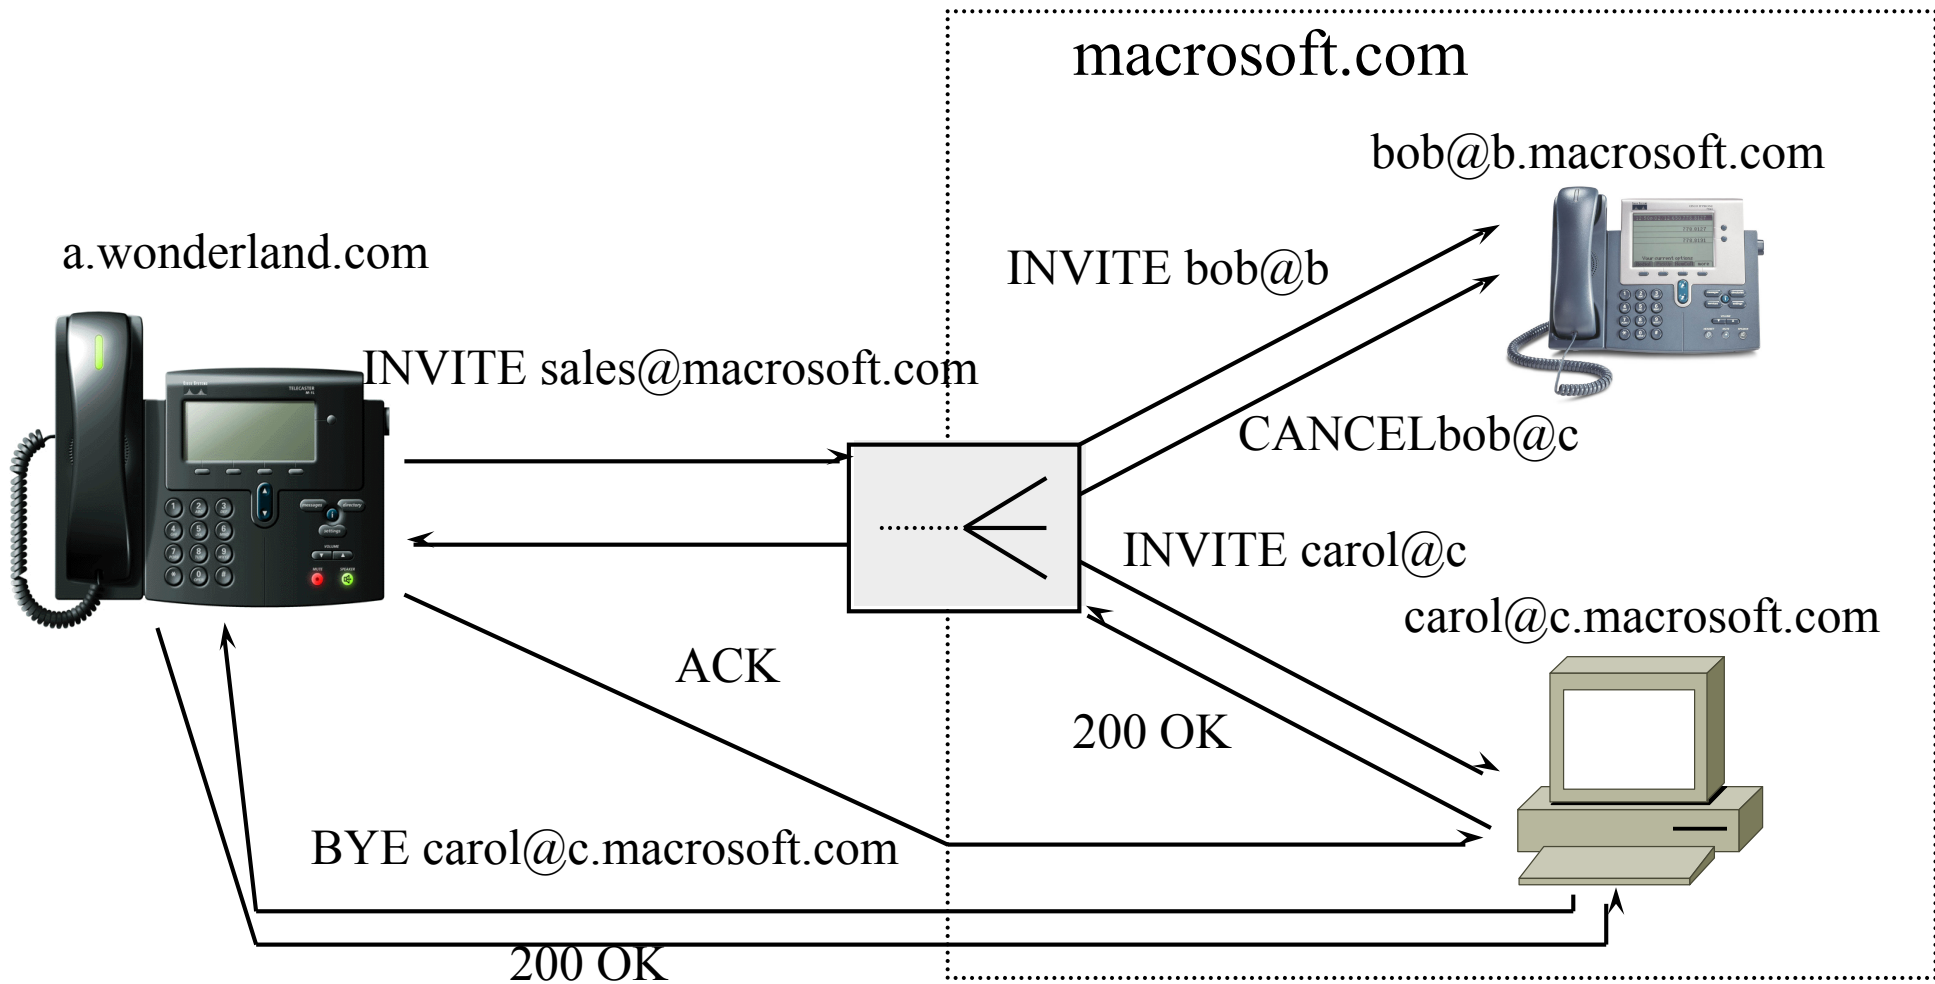 macrosoft.com
bob@b.macrosoft.com
a.wonderland.com
INVITE bob@b
INVITE sales@macrosoft.com
CANCELbob@c
INVITE carol@c
carol@c.macrosoft.com
ACK
200 OK
BYE carol@c.macrosoft.com
200 OK